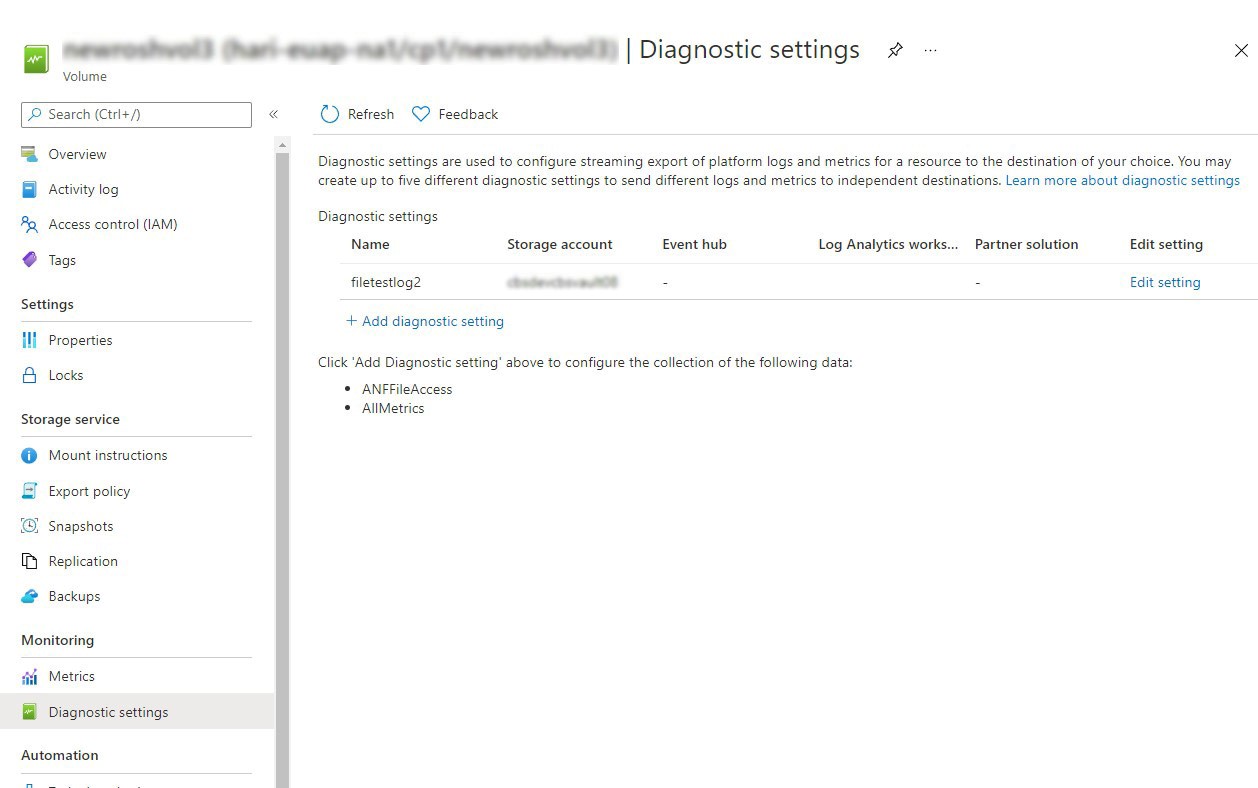 | Diagnostic settings
Volume
Search (Ctrl+/)
Overview
Activity log
Access control (IAM)
Tags
Settings
Properties
Locks
Storage service
Mount instructions
Export policy
Snapshots
Replication
Backups
Monitoring
Metrics
Diagnostic settings
Automation
Refresh Feedback
Diagnostic settings are used to configure streaming export of platform logs and metrics for a resource to the destination of your choice. You may
create up to five different diagnostic settings to send different logs and metrics to independent destinations. Learn more about diagnostic settings
Diagnostic settings
Name Storage account Event hub Log Analytics works... Partner solution Edit setting
filetestlog2 - - Edit setting
+ Add diagnostic setting
Click 'Add Diagnostic setting' above to configure the collection of the following data:
• ANFFileAccess
• AllMetrics